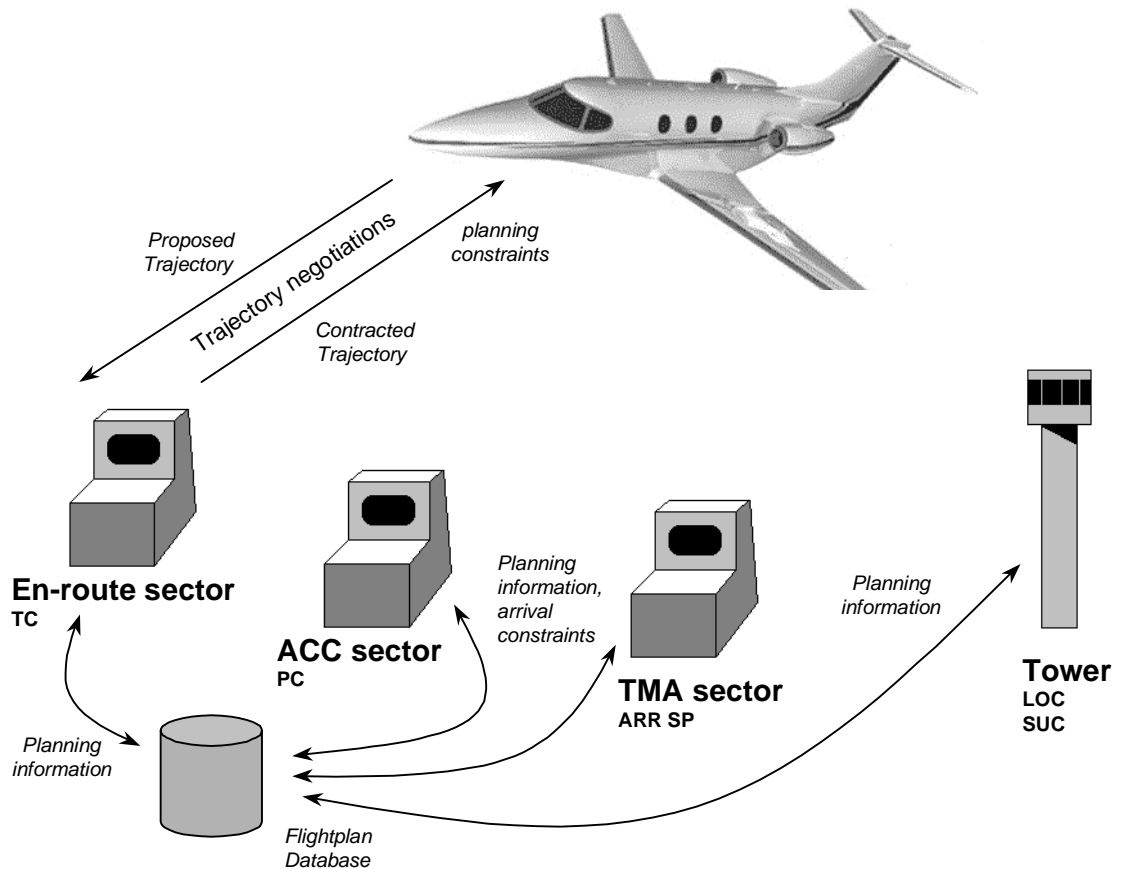 Proposed
Trajectory
Trajectory negotiations
planning
constraints
Contracted
Trajectory
En-route sector
TC
ACC sector
PC
Planning
information,
arrival
constraints
TMA sector
ARR SP
Planning
information
Tower
LOC
SUC
Planning
information
Flightplan
Database